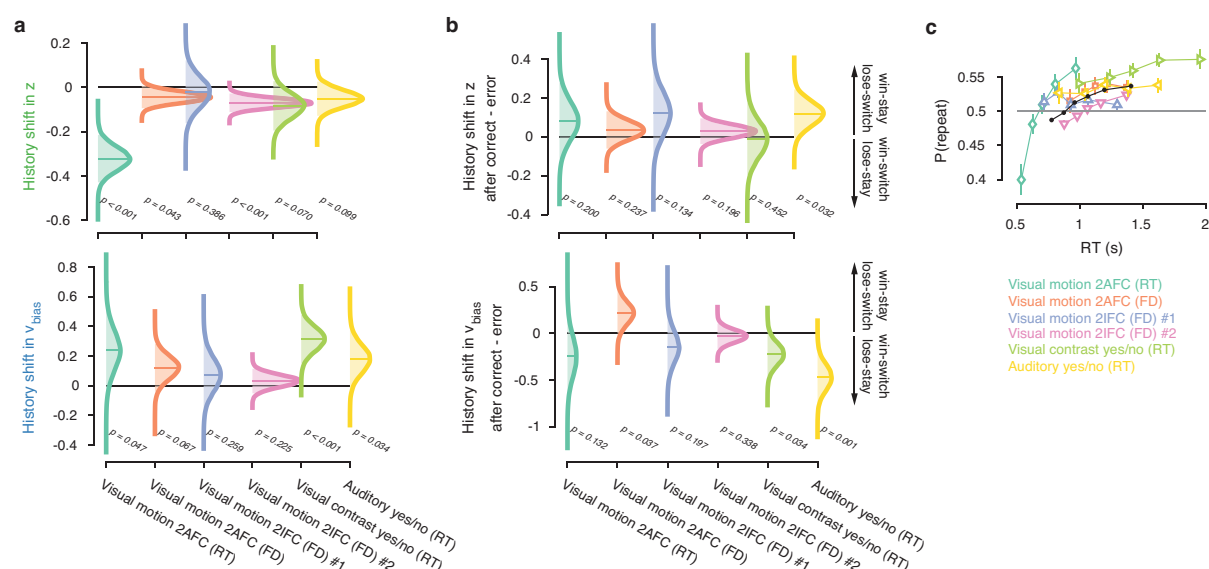 a
b
c
0.2
0
-0.2
-0.4
-0.6
History shift in z
p < 0.001
p = 0.043
p = 0.386
p < 0.001
p = 0.070
p = 0.099
0.4
0.2
0
-0.2
-0.4
History shift in z
after correct - error
p = 0.200
p = 0.237
p = 0.134
p = 0.196
p = 0.452
p = 0.032
win-stay
lose-switch
win-switch
lose-stay
0.55
0.5
0.45
0.4
P(repeat)
0.5
1
1.5
2
RT (s)
Visual motion 2AFC (RT)
Visual motion 2AFC (FD)
Visual motion 2IFC (FD) #1
Visual motion 2IFC (FD) #2
Visual contrast yes/no (RT)
Auditory yes/no (RT)
0.8
0.6
0.4
0.2
0
-0.2
-0.4
History shift in vbias
p = 0.047
p = 0.067
p = 0.259
p = 0.225
p < 0.001
p = 0.034
Visual motion 2AFC (RT)
Visual motion 2AFC (FD)
Visual motion 2IFC (FD) #1
Visual motion 2IFC (FD) #2
Visual contrast yes/no (RT)
Auditory yes/no (RT)
0.5
0
-0.5
-1
History shift in vbias
after correct - error
p = 0.132
p = 0.037
p = 0.197
p = 0.338
p = 0.034
p = 0.001
win-stay
lose-switch
win-switch
lose-stay
Visual motion 2AFC (RT)
Visual motion 2AFC (FD)
Visual motion 2IFC (FD) #1
Visual motion 2IFC (FD) #2
Visual contrast yes/no (RT)
Auditory yes/no (RT)